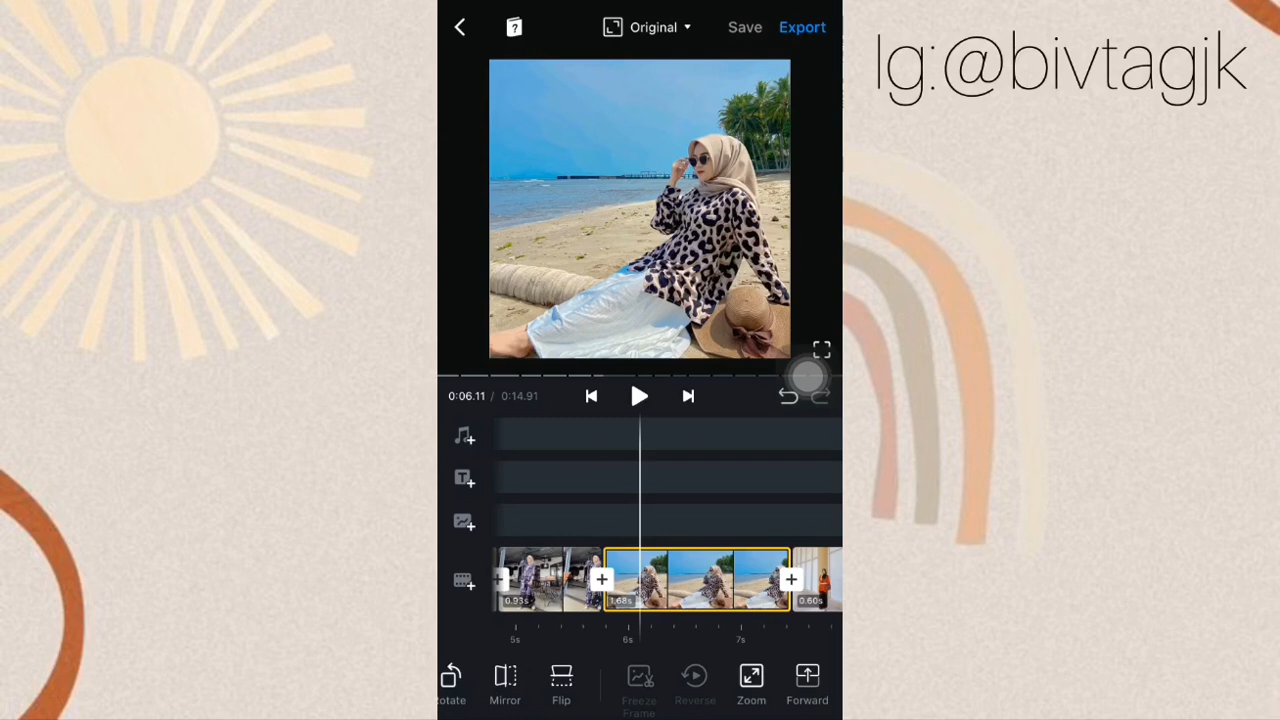 Original
Save
Export
Ig:@bivtagjk
?
0:06.11 / 0:14.91
T
0.93s
1.68s
0.60s
5s
6s
7s
Rotate
Mirror
Flip
Freeze
Frame
Reverse
Zoom
Forward